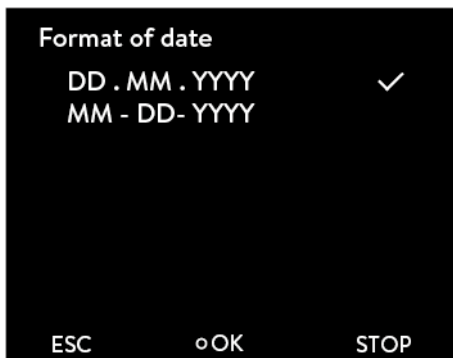 Format of date
DD . MM . YYYY ✓
MM - DD- YYYY
ESC OK STOP